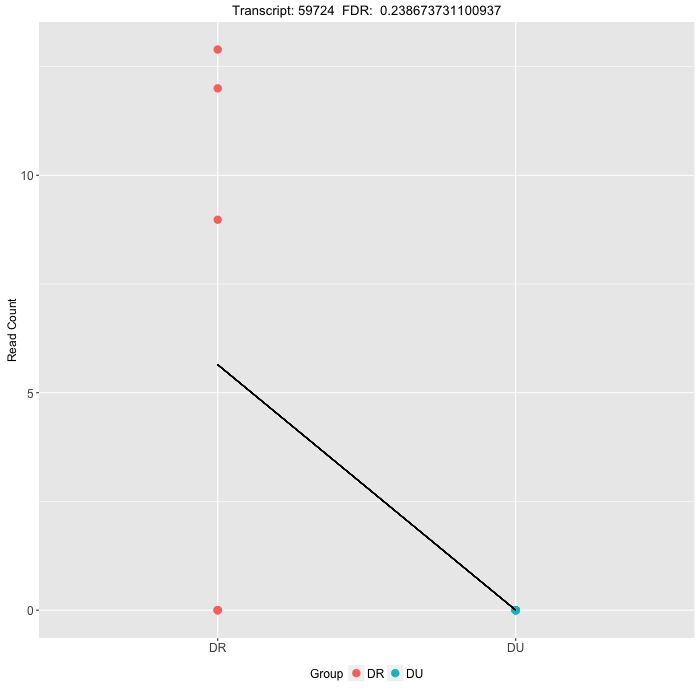 Transcript: 59724  FDR:  0.238673731100937
Read Count
10
5
0
DR DU
Group DR DU